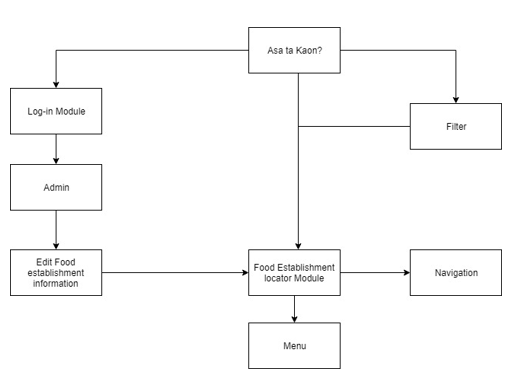 Asa ta Kaon?
Log-in Module
Filter
Admin
Edit Food
establishment
information
Food Establishment
locator Module
Navigation
Menu